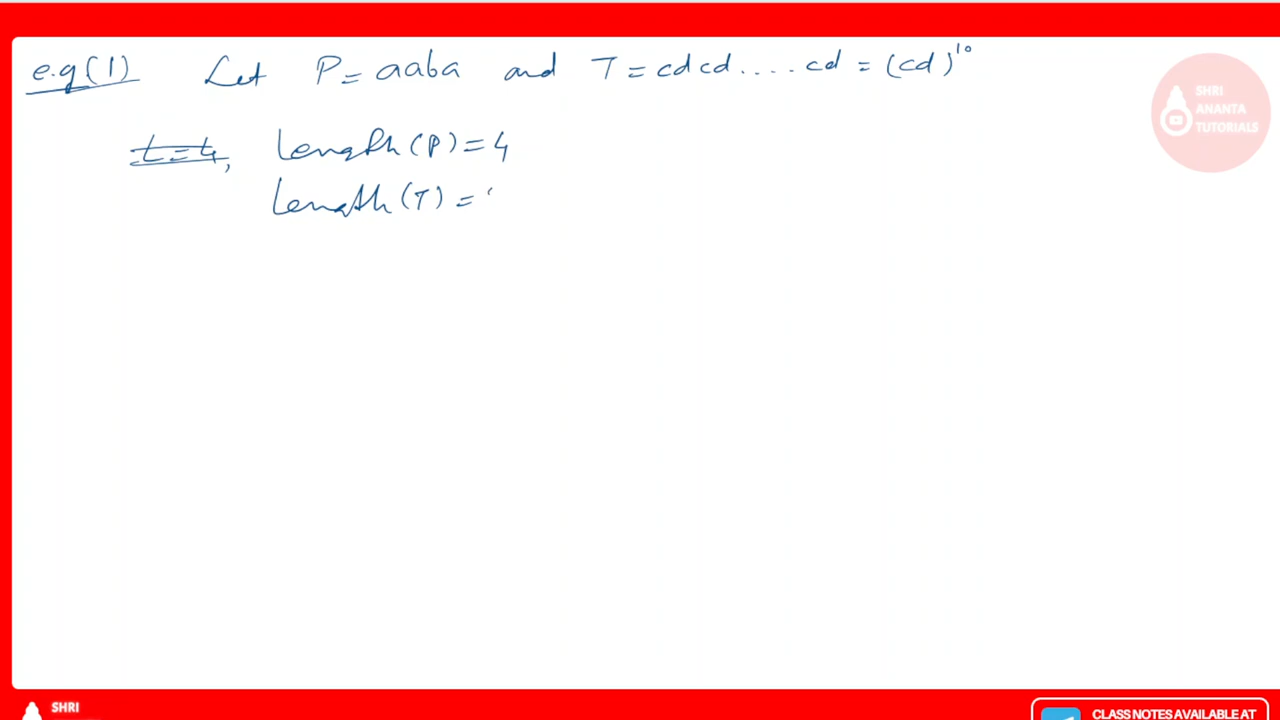 e.g(1) Let P = aaba and T = cdcd....cd = (cd)¹⁰
SHRI
ANANTA
TUTORIALS
t=4, Length(P) = 4
Length(T) =
SHRI
CLASS NOTES AVAILABLE AT